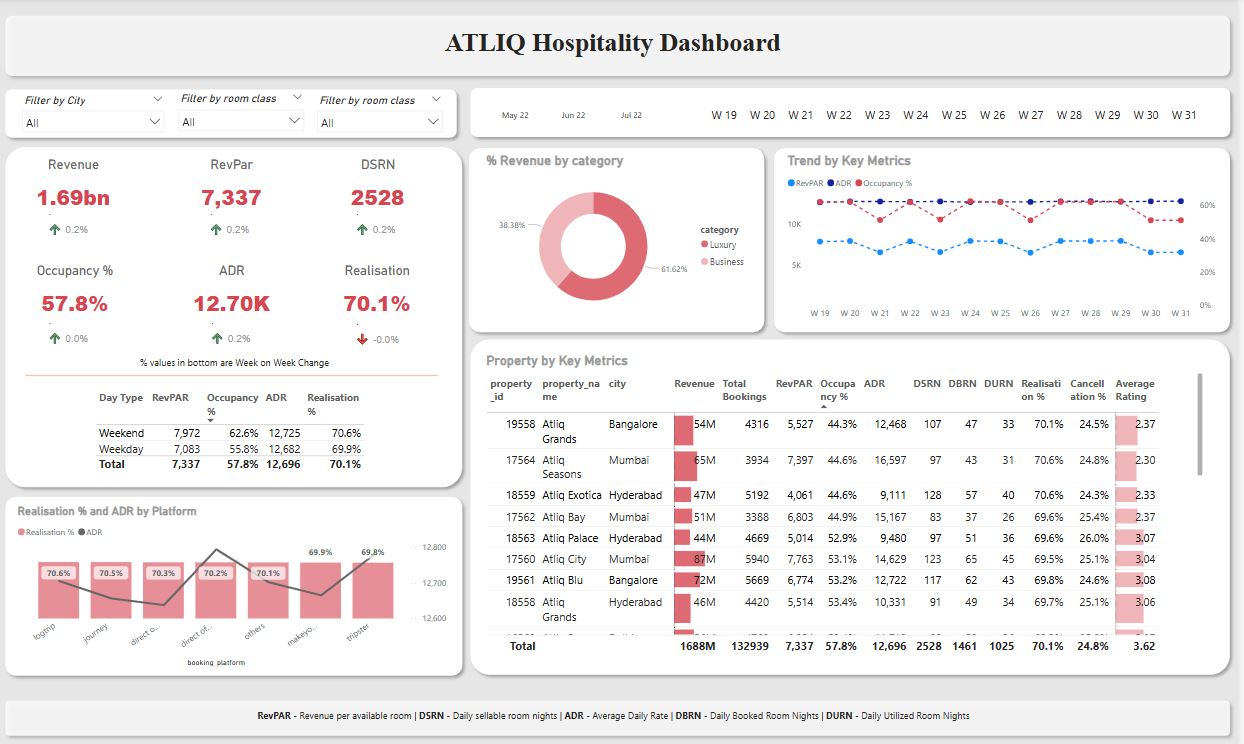 ATLIQ Hospitality Dashboard
Filter by City
Filter by room class
Filter by room class
All
All
All
May 22
Jun 22
Jul 22
W 19 W 20 W 21 W 22 W 23 W 24 W 25 W 26 W 27 W 28 W 29 W 30 W 31
Revenue
RevPar
DSRN
1.69bn
7,337
2528
0.2%
0.2%
0.2%
Occupancy %
ADR
Realisation
57.8%
12.70K
70.1%
0.0%
0.2%
-0.0%
% values in bottom are Week on Week Change
Day Type RevPAR Occupancy % ADR Realisation %
Weekend 7,972 62.6% 12,725 70.6%
Weekday 7,083 55.8% 12,682 69.9%
Total 7,337 57.8% 12,696 70.1%
% Revenue by category
38.38%
61.62%
category
Luxury
Business
Trend by Key Metrics
RevPAR ADR Occupancy %
10K
5K
60%
40%
20%
0%
W 19 W 20 W 21 W 22 W 23 W 24 W 25 W 26 W 27 W 28 W 29 W 30 W 31
Realisation % and ADR by Platform
Realisation % ADR
70.6% 70.5% 70.3% 70.2% 70.1% 69.9% 69.8%
12,800
12,700
12,600
logtrip journey direct o... direct of... others makeyo... tripster
booking_platform
Property by Key Metrics
property_id property_name city Revenue Total Bookings RevPAR Occupancy % ADR DSRN DBRN DURN Realisation % Cancellation % Average Rating
19558 Atliq Grands Bangalore 54M 4316 5,527 44.3% 12,468 107 47 33 70.1% 24.5% 2.37
17564 Atliq Seasons Mumbai 65M 3934 7,397 44.6% 16,597 97 43 31 70.6% 24.8% 2.30
18559 Atliq Exotica Hyderabad 47M 5192 4,061 44.6% 9,111 128 57 40 70.6% 24.3% 2.33
17562 Atliq Bay Mumbai 51M 3388 6,803 44.9% 15,167 83 37 26 69.6% 25.4% 2.37
18563 Atliq Palace Hyderabad 44M 4669 5,014 52.9% 9,480 97 51 36 69.6% 26.0% 3.07
17560 Atliq City Mumbai 87M 5940 7,763 53.1% 14,629 123 65 45 69.5% 25.1% 3.04
19561 Atliq Blu Bangalore 72M 5669 6,774 53.2% 12,722 117 62 43 69.8% 24.6% 3.08
18558 Atliq Grands Hyderabad 46M 4420 5,514 53.4% 10,331 91 49 34 69.7% 25.1% 3.06
Total 1688M 132939 7,337 57.8% 12,696 2528 1461 1025 70.1% 24.8% 3.62
RevPAR - Revenue per available room | DSRN - Daily sellable room nights | ADR - Average Daily Rate | DBRN - Daily Booked Room Nights | DURN - Daily Utilized Room Nights